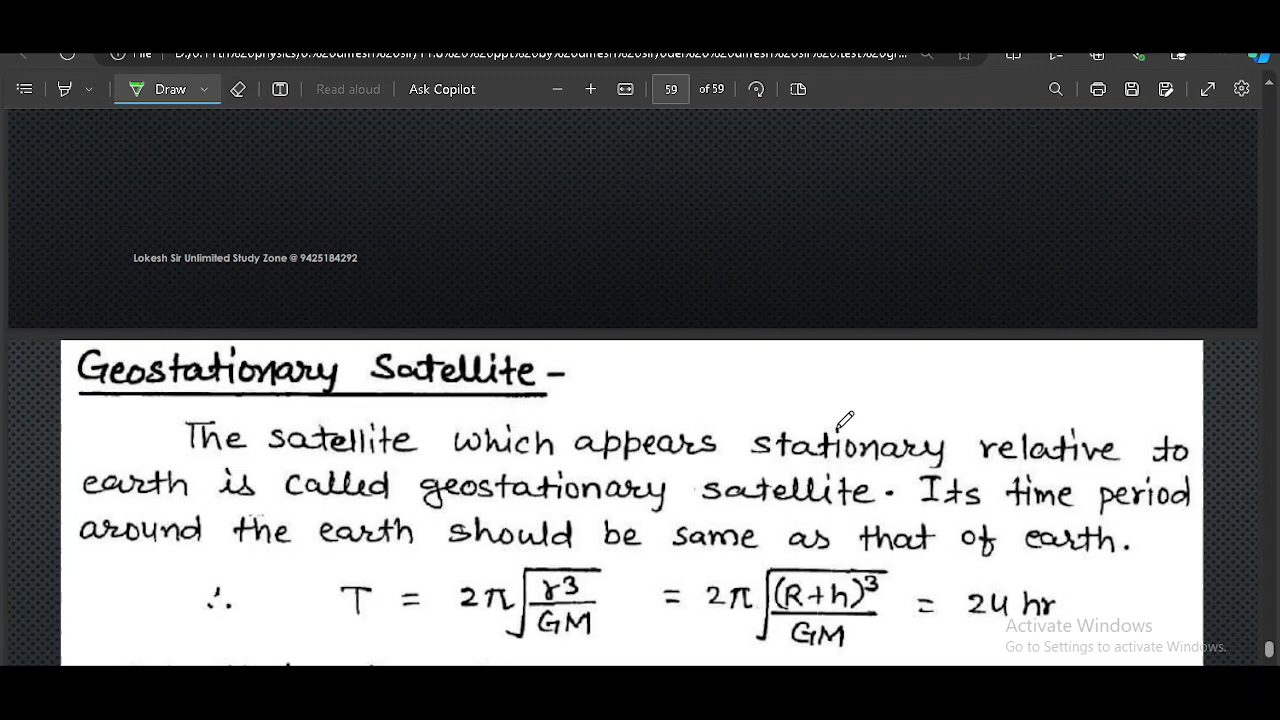 File
Draw
Read aloud
Ask Copilot
59
of 59
Lokesh Sir Unlimited Study Zone @ 9425184292
Geostationary Satellite -
The satellite which appears stationary relative to
earth is called geostationary satellite. Its time period
around the earth should be same as that of earth.
∴ T = 2π√(r3/GM) = 2π√((R+h)³/GM) = 24 hr
Activate Windows
Go to Settings to activate Windows.